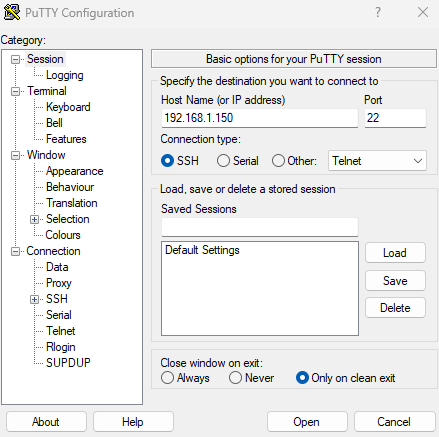 PuTTY Configuration
?
Category:
Session
Logging
Terminal
Keyboard
Bell
Features
Window
Appearance
Behaviour
Translation
Selection
Colours
Connection
Data
Proxy
SSH
Serial
Telnet
Rlogin
SUPDUP
Basic options for your PuTTY session
Specify the destination you want to connect to
Host Name (or IP address) Port
192.168.1.150 22
Connection type:
SSH Serial Other: Telnet
Load, save or delete a stored session
Saved Sessions
Default Settings
Load
Save
Delete
Close window on exit:
Always Never Only on clean exit
About Help Open Cancel